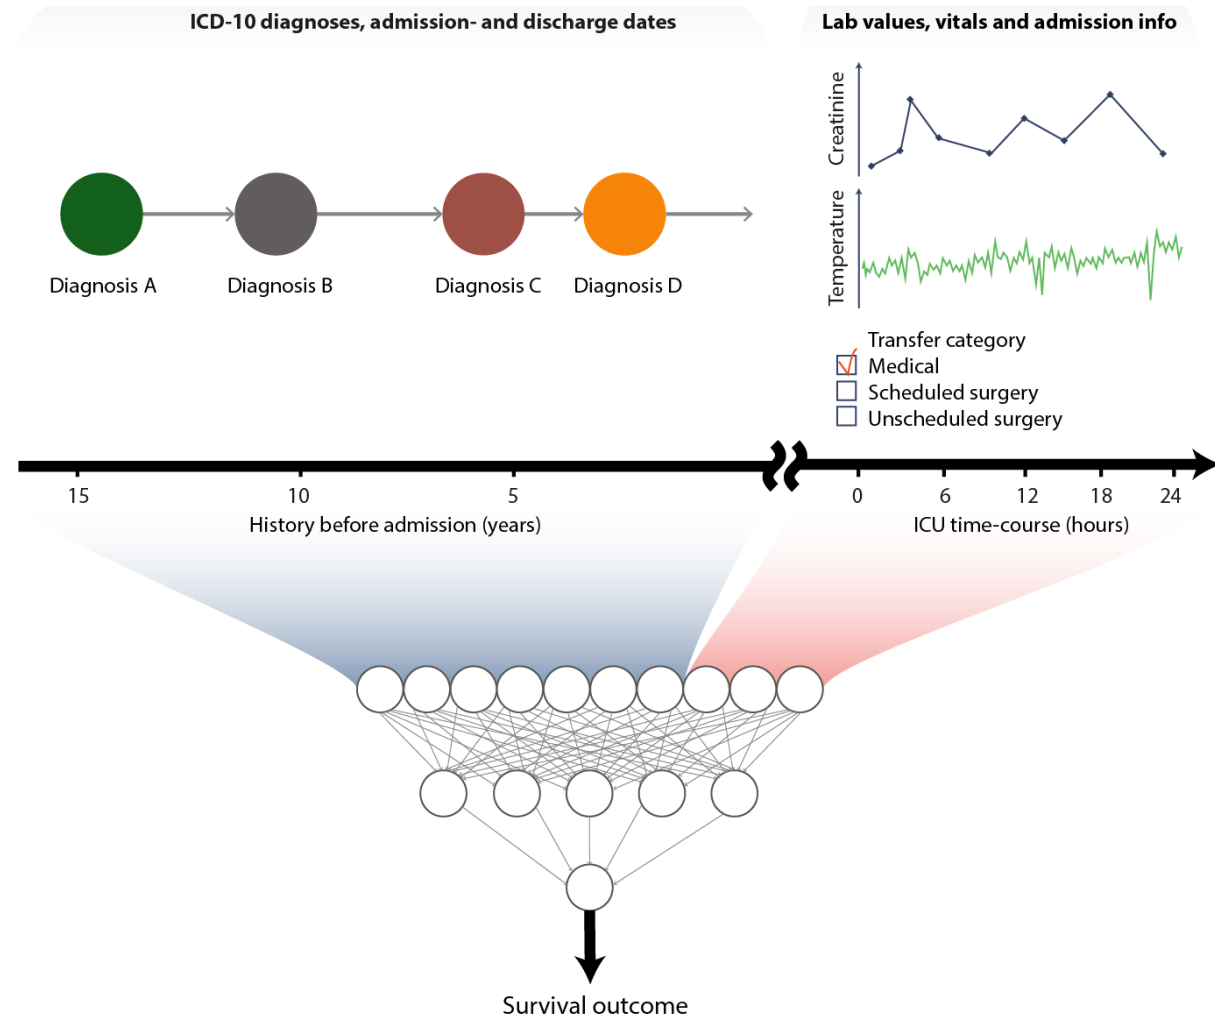 ICD-10 diagnoses, admission- and discharge dates
Lab values, vitals and admission info
Creatinine
Temperature
Diagnosis A
Diagnosis B
Diagnosis C
Diagnosis D
Transfer category
Medical
Scheduled surgery
Unscheduled surgery
15
10
5
0
6
12
18
24
History before admission (years)
ICU time-course (hours)
Survival outcome